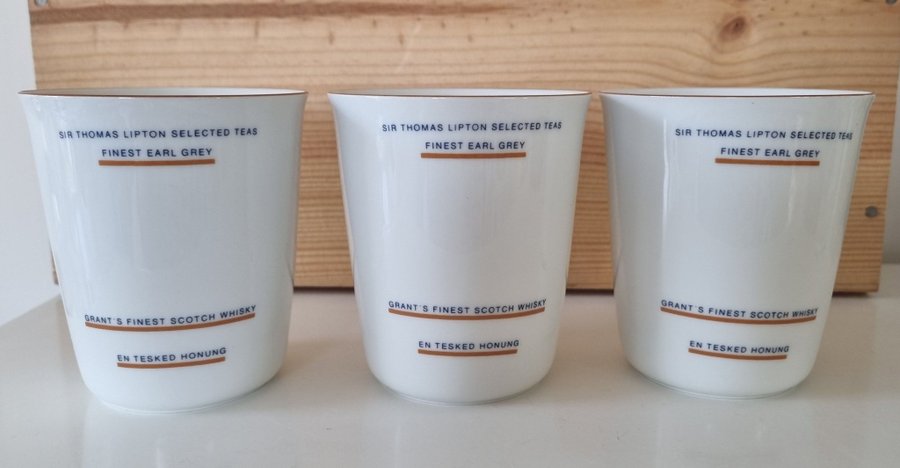 SIR THOMAS LIPTON SELECTED TEAS
FINEST EARL GREY
GRANT'S FINEST SCOTCH WHISKY
EN TESKED HONUNG
SIR THOMAS LIPTON SELECTED TEAS
FINEST EARL GREY
GRANT'S FINEST SCOTCH WHISKY
EN TESKED HONUNG
SIR THOMAS LIPTON SELECTED TEAS
FINEST EARL GREY
GRANT'S FINEST SCOTCH WHISKY
EN TESKED HONUNG